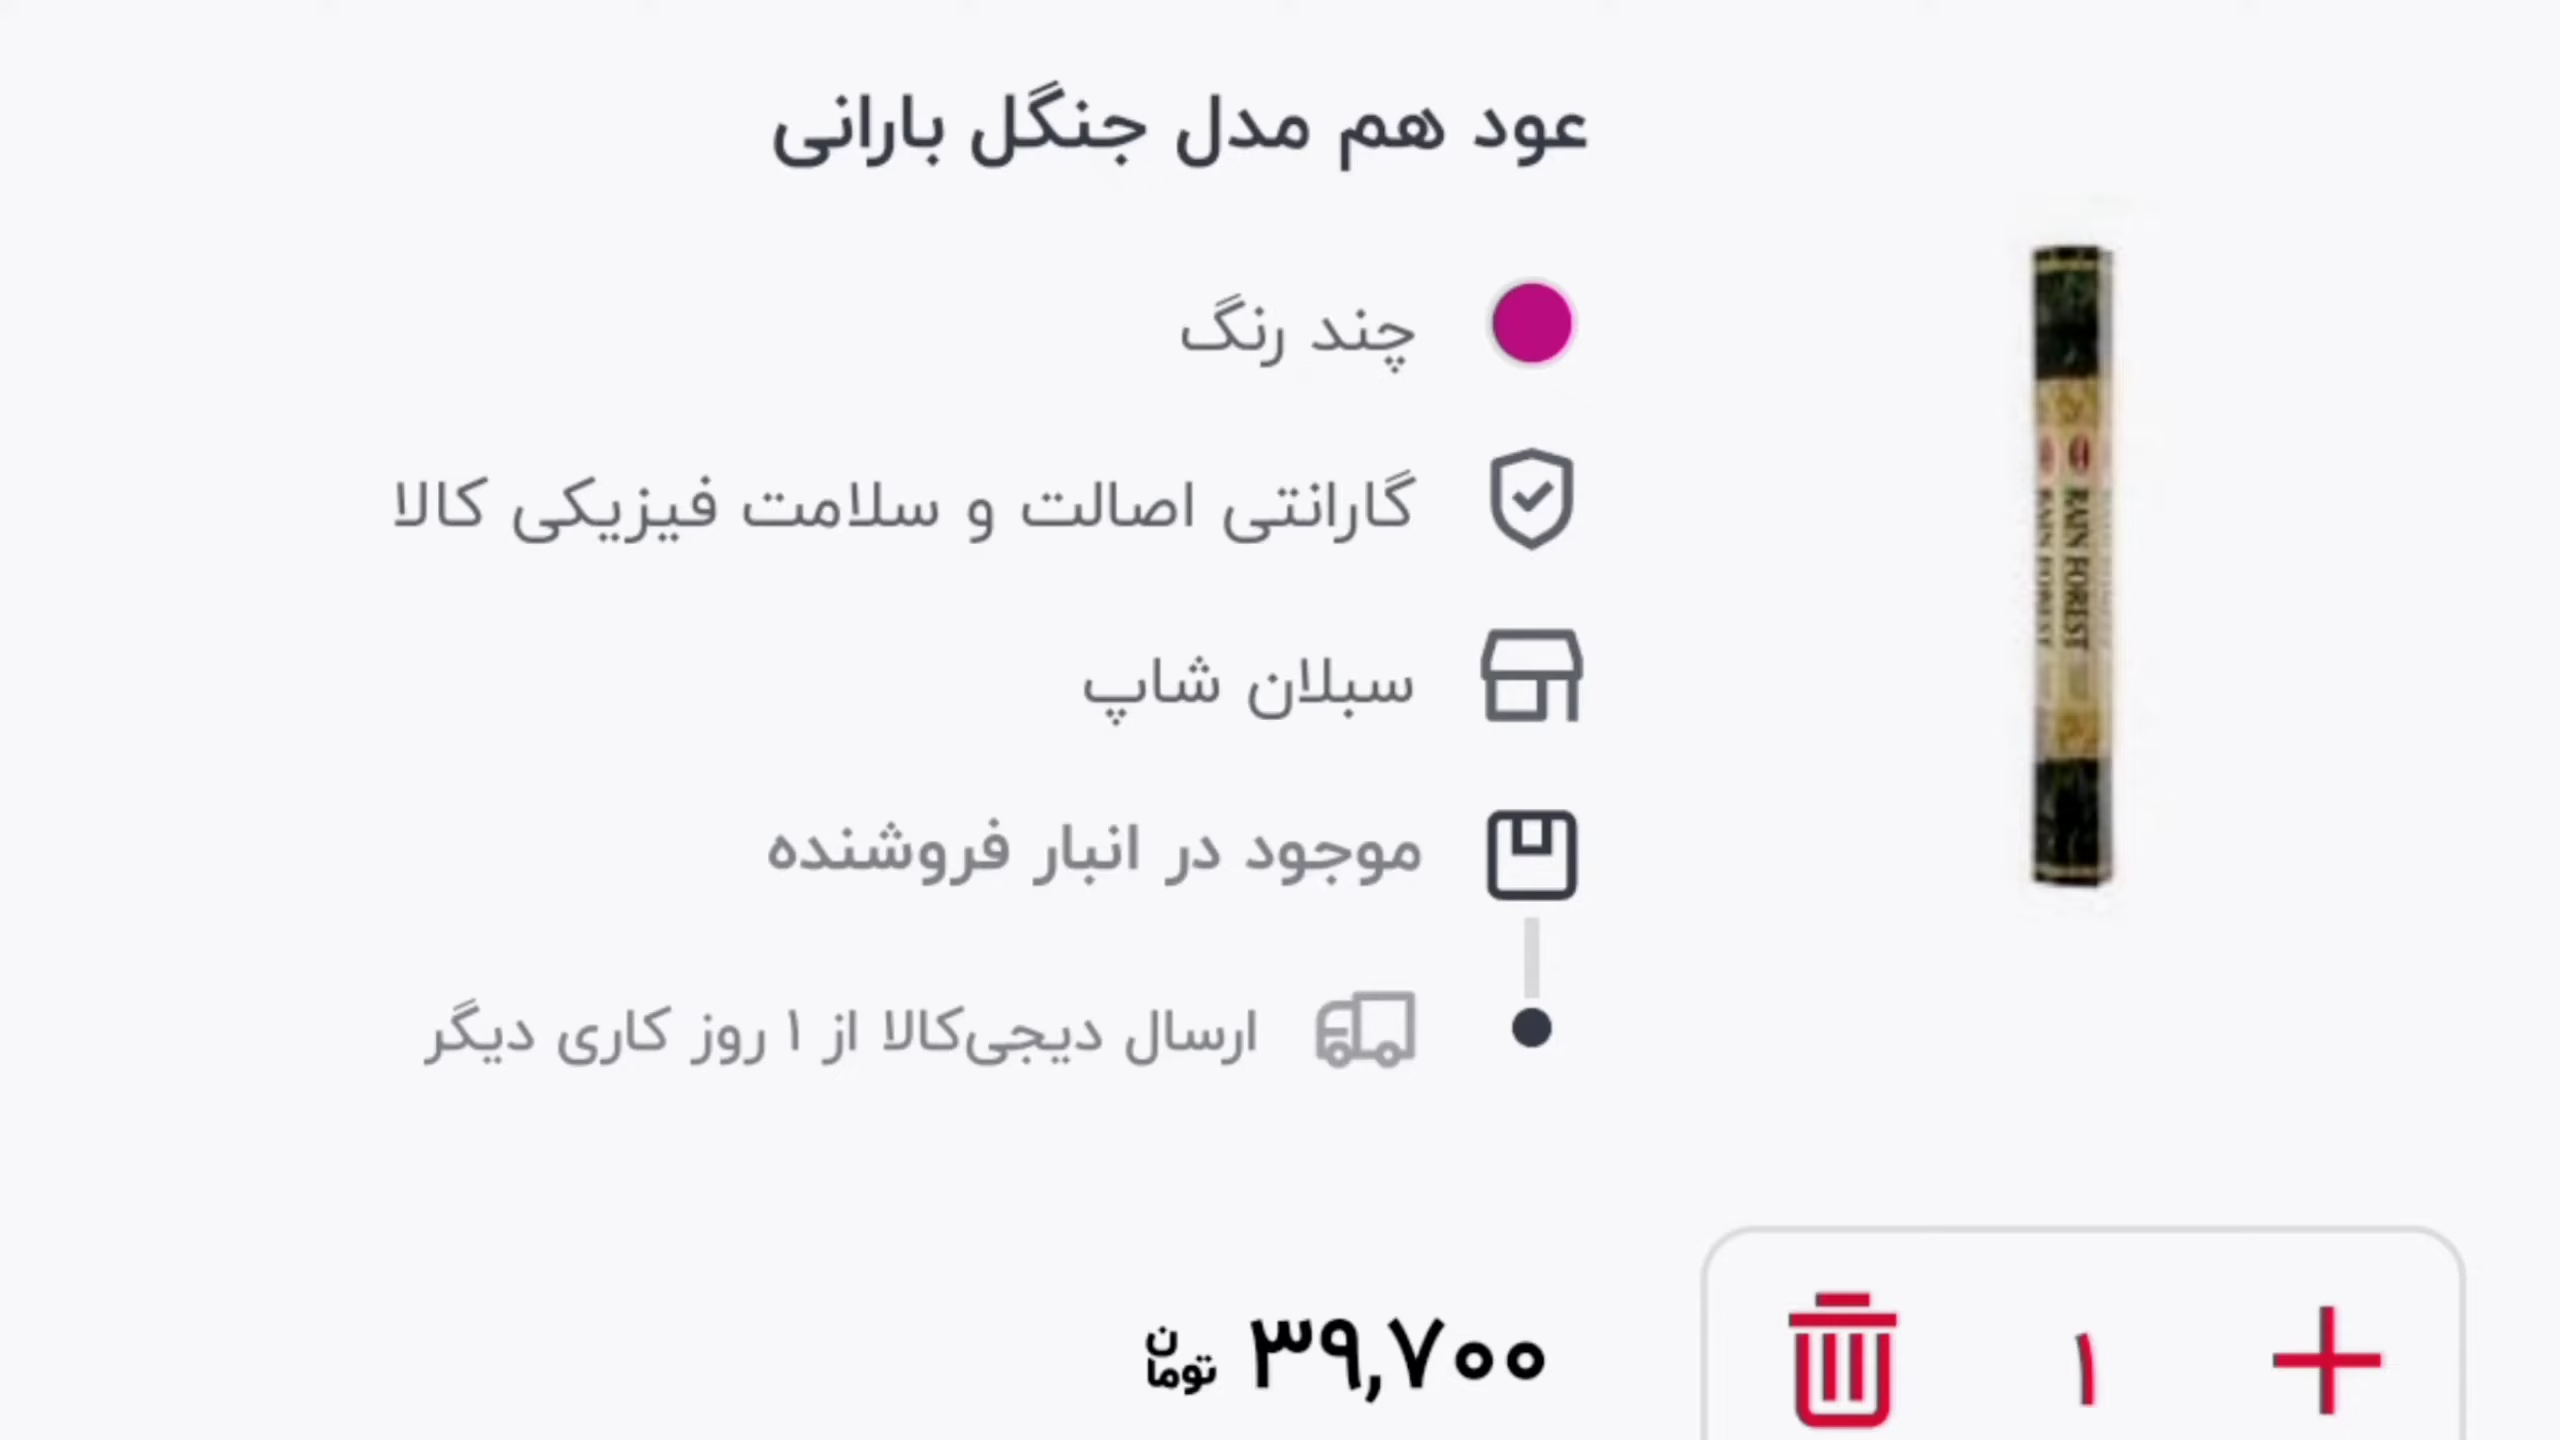 عود هم مدل جنگل بارانی
چند رنگ
گارانتی اصالت و سلامت فیزیکی کالا
سبلان شاپ
موجود در انبار فروشنده
ارسال دیجی‌کالا از ۱ روز کاری دیگر
۳۹,۷۰۰ تومان
۱
RAIN FOREST
RAIN FOREST